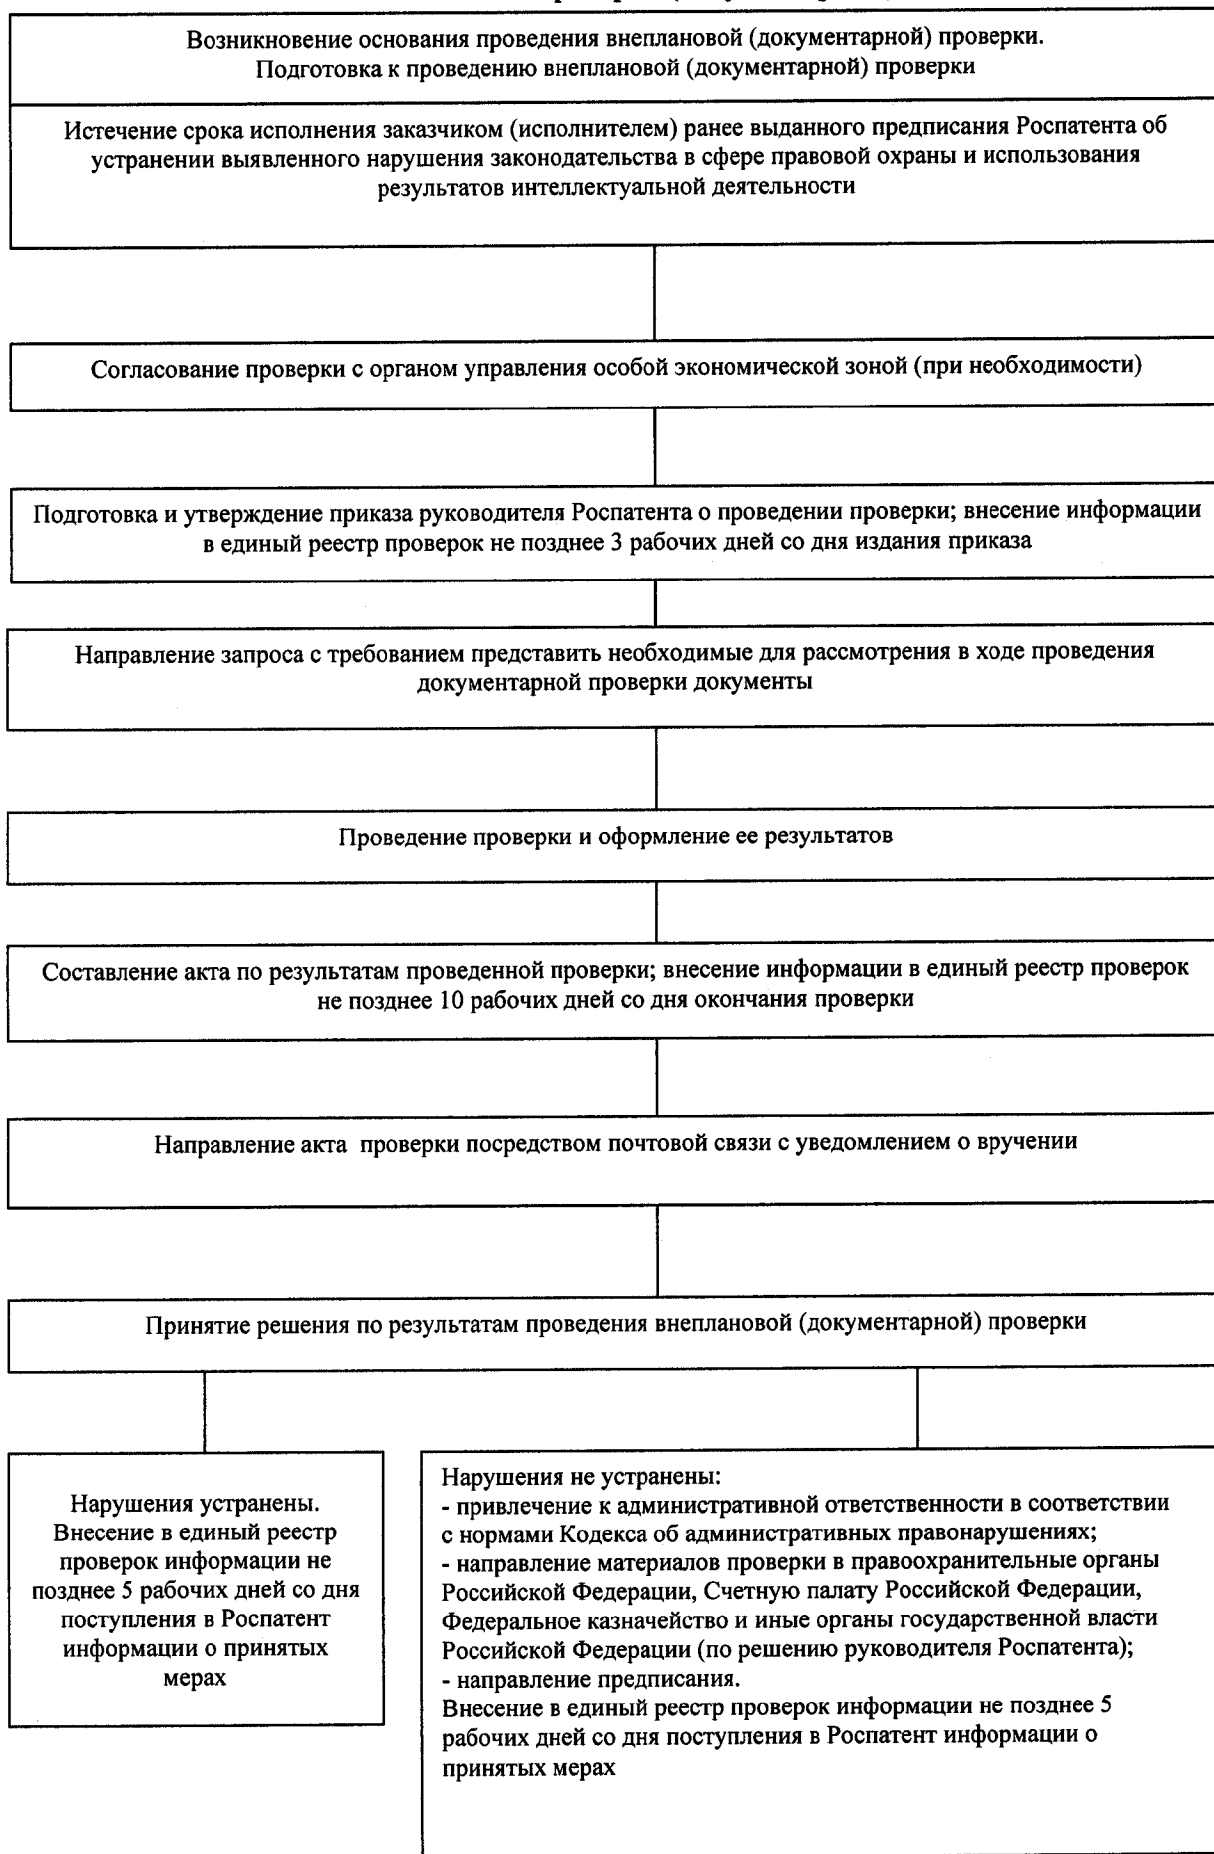 Возникновение основания проведения внеплановой (документарной) проверки.
Подготовка к проведению внеплановой (документарной) проверки
Истечение срока исполнения заказчиком (исполнителем) ранее выданного предписания Роспатента об
устранении выявленного нарушения законодательства в сфере правовой охраны и использования
результатов интеллектуальной деятельности
Согласование проверки с органом управления особой экономической зоной (при необходимости)
Подготовка и утверждение приказа руководителя Роспатента о проведении проверки; внесение информации
в единый реестр проверок не позднее 3 рабочих дней со дня издания приказа
Направление запроса с требованием представить необходимые для рассмотрения в ходе проведения
документарной проверки документы
Проведение проверки и оформление ее результатов
Составление акта по результатам проведенной проверки; внесение информации в единый реестр проверок
не позднее 10 рабочих дней со дня окончания проверки
Направление акта проверки посредством почтовой связи с уведомлением о вручении
Принятие решения по результатам проведения внеплановой (документарной) проверки
Нарушения устранены.
Внесение в единый реестр
проверок информации не
позднее 5 рабочих дней со дня
поступления в Роспатент
информации о принятых
мерах
Нарушения не устранены:
- привлечение к административной ответственности в соответствии
с нормами Кодекса об административных правонарушениях;
- направление материалов проверки в правоохранительные органы
Российской Федерации, Счетную палату Российской Федерации,
Федеральное казначейство и иные органы государственной власти
Российской Федерации (по решению руководителя Роспатента);
- направление предписания.
Внесение в единый реестр проверок информации не позднее 5
рабочих дней со дня поступления в Роспатент информации о
принятых мерах